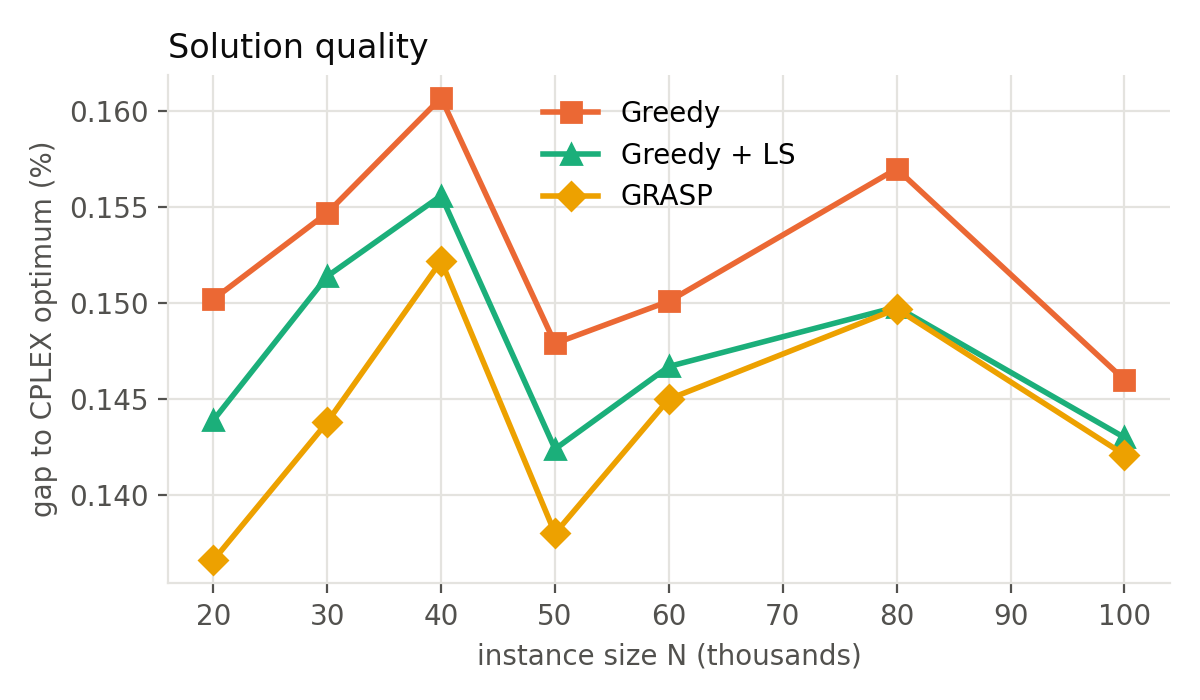 Solution quality
gap to CPLEX optimum (%)
0.160
0.155
0.150
0.145
0.140
Greedy
Greedy + LS
GRASP
20 30 40 50 60 70 80 90 100
instance size N (thousands)